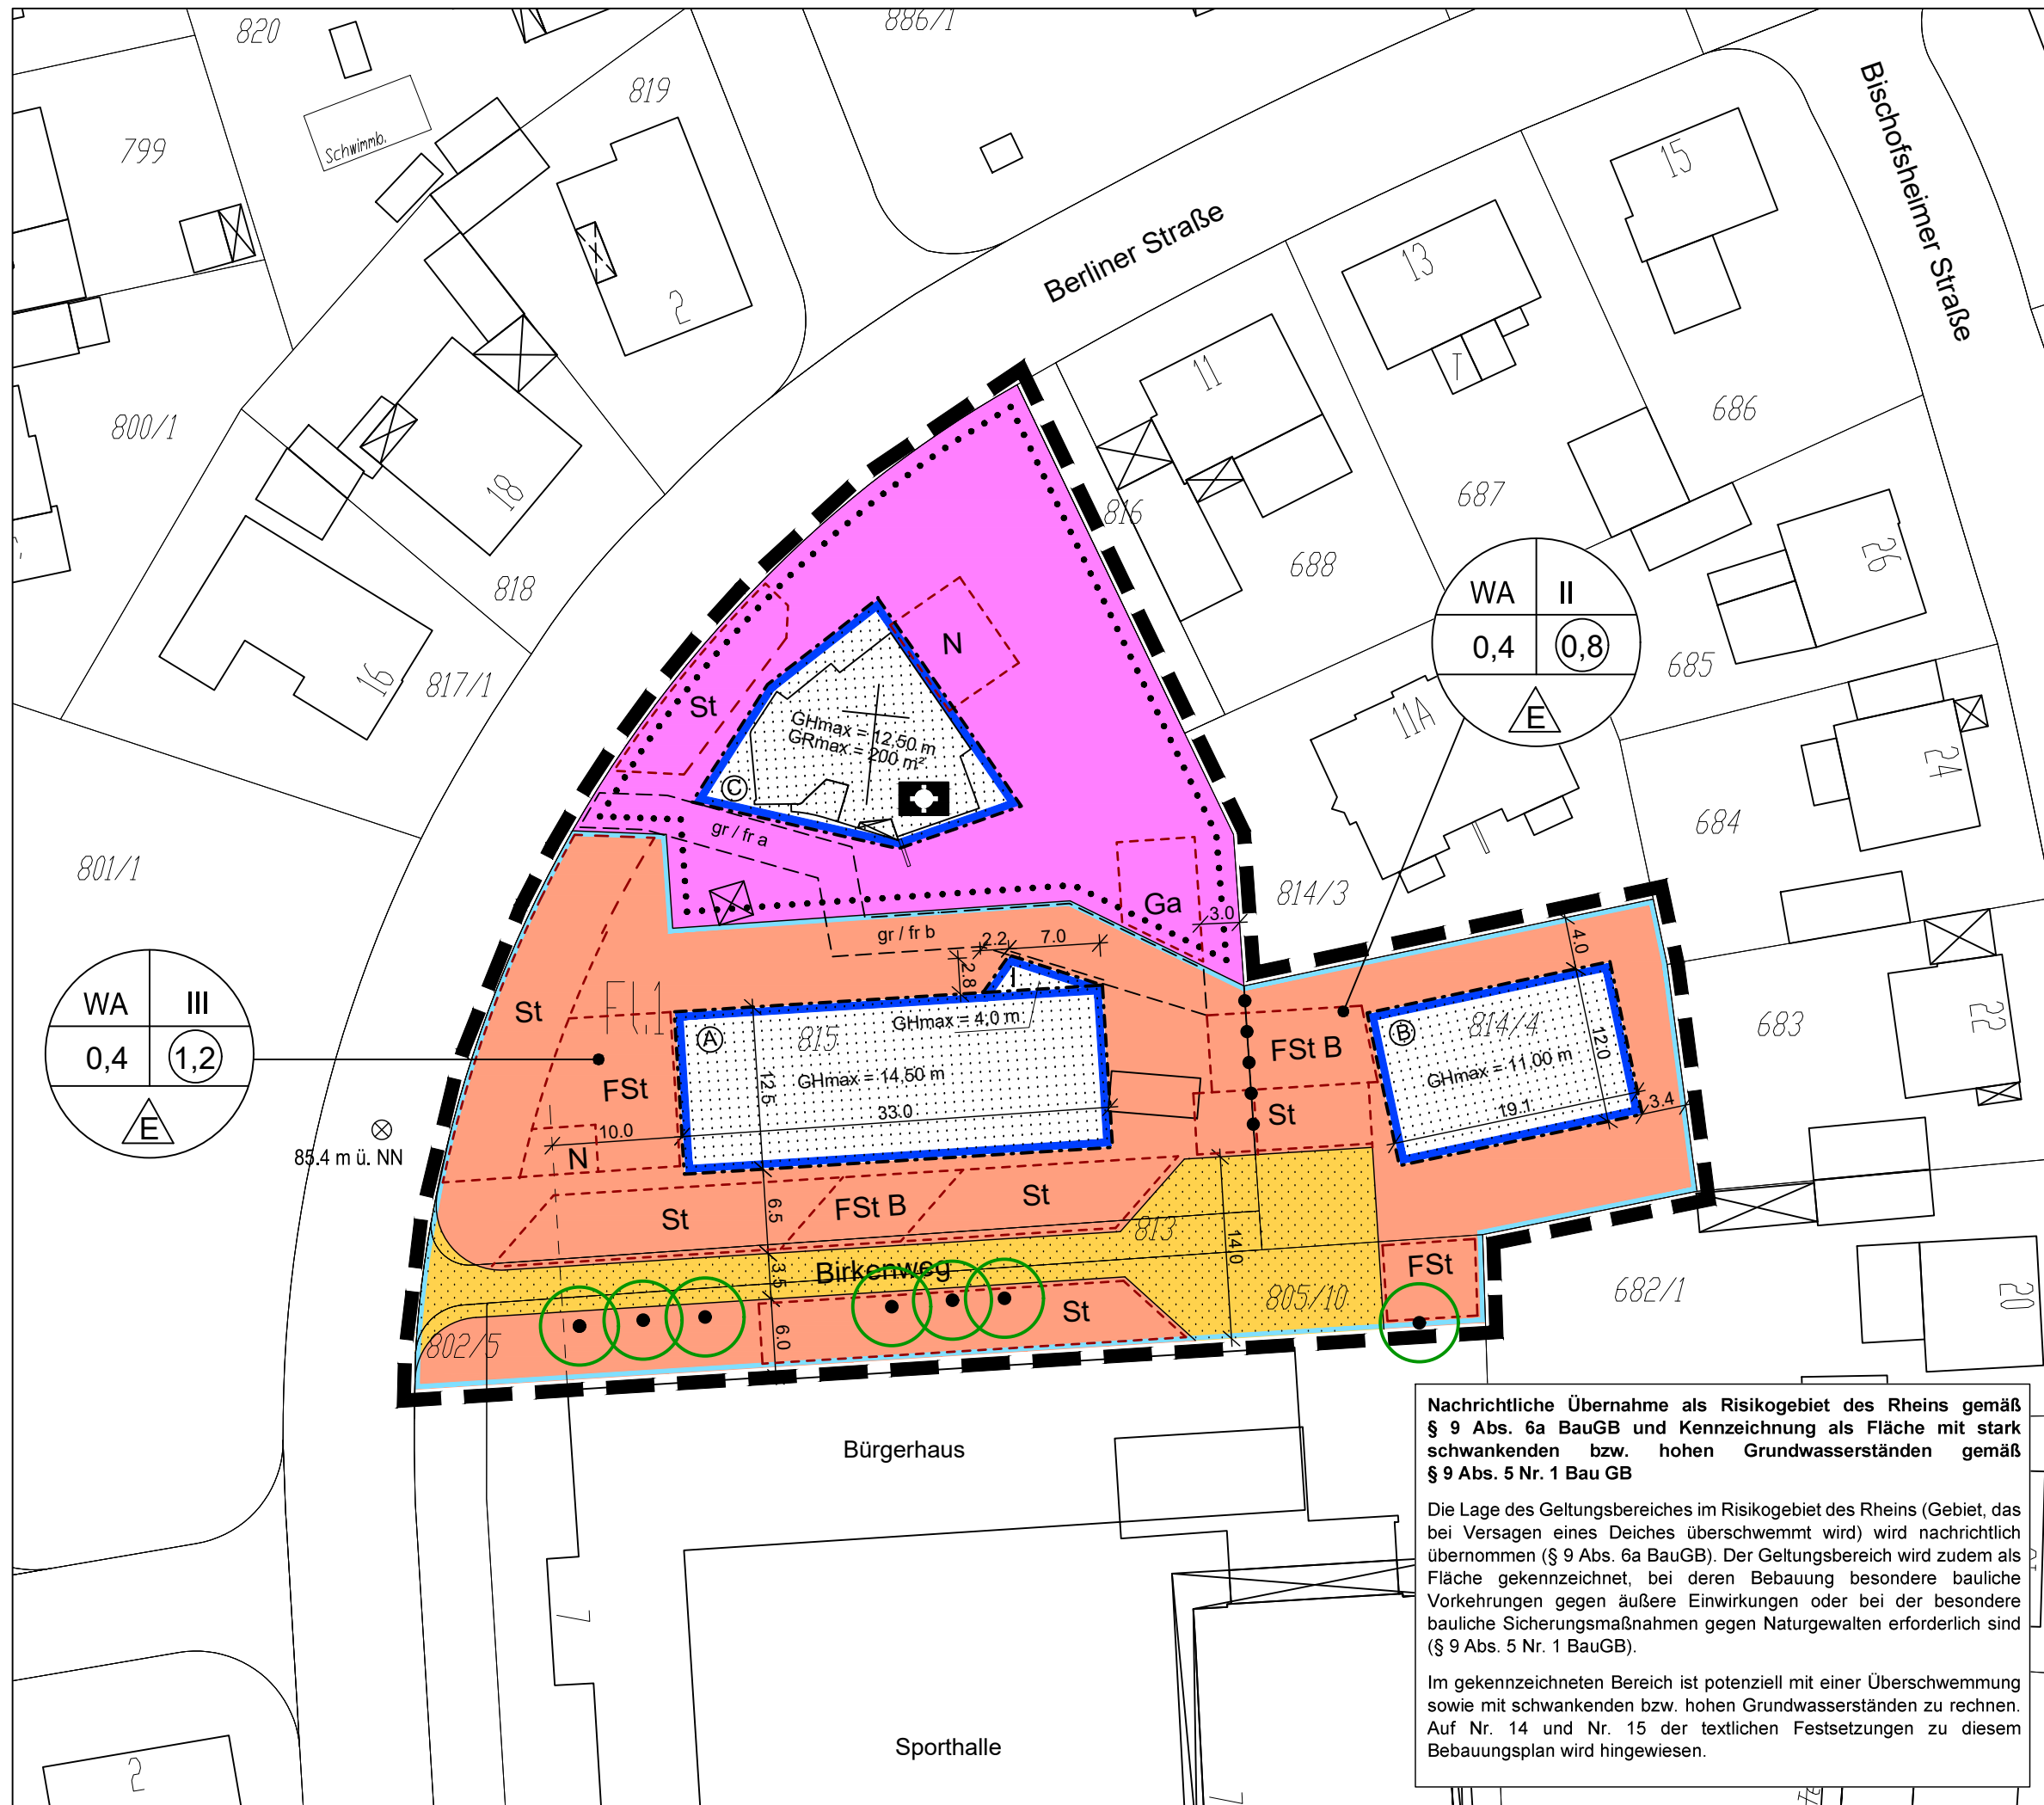 820
886/1
819
799
Schwimmb.
Bischofsheimer Straße
15
Berliner Straße
13
2
T
11
800/1
686
18
687
816
26
688
818
WA II
0,4 0,8
E
16
817/1
685
N
St
11A
GHmax = 12,50 m
GRmax = 200 m²
24
C
684
gr / fr a
801/1
814/3
Ga
3.0
gr / fr b
2.2
7.0
4.0
2.8
I
WA III
0,4 1,2
E
St
Fl.1
815
GHmax = 4,0 m
A
FSt B
B
814/4
683
22
12.0
GHmax = 11,00 m
FSt
12.5
GHmax = 14,50 m
33.0
St
19.1
3.4
10.0
85.4 m ü. NN
N
St
6.5
FSt B
St
813
14.0
Birkenweg
3.5
FSt
682/1
20
805/10
St
802/5
6.0
Bürgerhaus
Nachrichtliche Übernahme als Risikogebiet des Rheins gemäß
§ 9 Abs. 6a BauGB und Kennzeichnung als Fläche mit stark
schwankenden bzw. hohen Grundwasserständen gemäß
§ 9 Abs. 5 Nr. 1 Bau GB
Die Lage des Geltungsbereiches im Risikogebiet des Rheins (Gebiet, das
bei Versagen eines Deiches überschwemmt wird) wird nachrichtlich
übernommen (§ 9 Abs. 6a BauGB). Der Geltungsbereich wird zudem als
Fläche gekennzeichnet, bei deren Bebauung besondere bauliche
Vorkehrungen gegen äußere Einwirkungen oder bei der besondere
bauliche Sicherungsmaßnahmen gegen Naturgewalten erforderlich sind
(§ 9 Abs. 5 Nr. 1 BauGB).
Im gekennzeichneten Bereich ist potenziell mit einer Überschwemmung
sowie mit schwankenden bzw. hohen Grundwasserständen zu rechnen.
Auf Nr. 14 und Nr. 15 der textlichen Festsetzungen zu diesem
Bebauungsplan wird hingewiesen.
7
Sporthalle
2
7